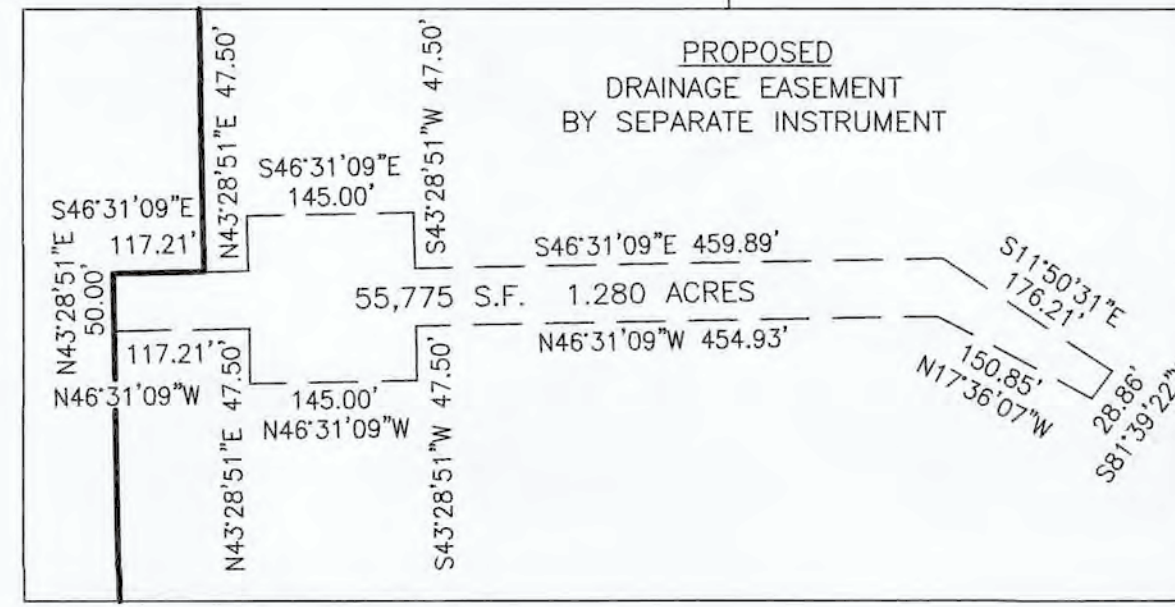 PROPOSED
DRAINAGE EASEMENT
BY SEPARATE INSTRUMENT
N43°28'51"E 47.50'
S43°28'51"W 47.50'
S46°31'09"E
145.00'
S46°31'09"E
117.21'
N43°28'51"E
50.00'
S46°31'09"E 459.89'
55,775 S.F. 1.280 ACRES
N46°31'09"W 454.93'
S11°50'31"E
176.21'
150.85'
N17°36'07"W
28.86'
S81°39'22"
117.21'
N46°31'09"W
N43°28'51"E 47.50'
145.00'
N46°31'09"W
S43°28'51"W 47.50'